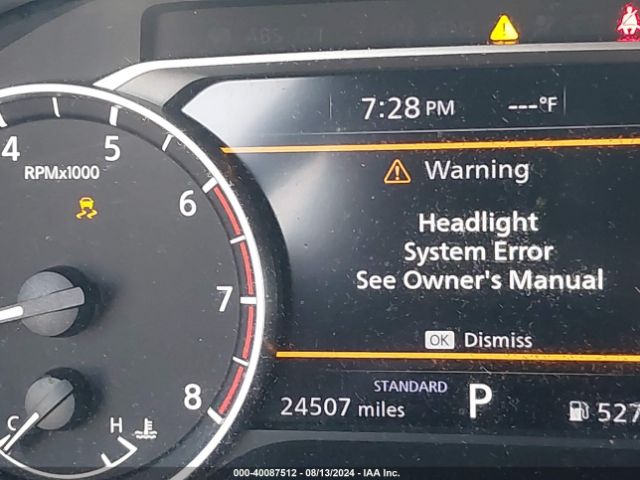 ABS
7:28 PM
---°F
4
5
6
7
8
RPMx1000
Warning
Headlight
System Error
See Owner's Manual
OK Dismiss
STANDARD
24507 miles
P
527
C
H
000-40087512 - 08/13/2024 - IAA Inc.